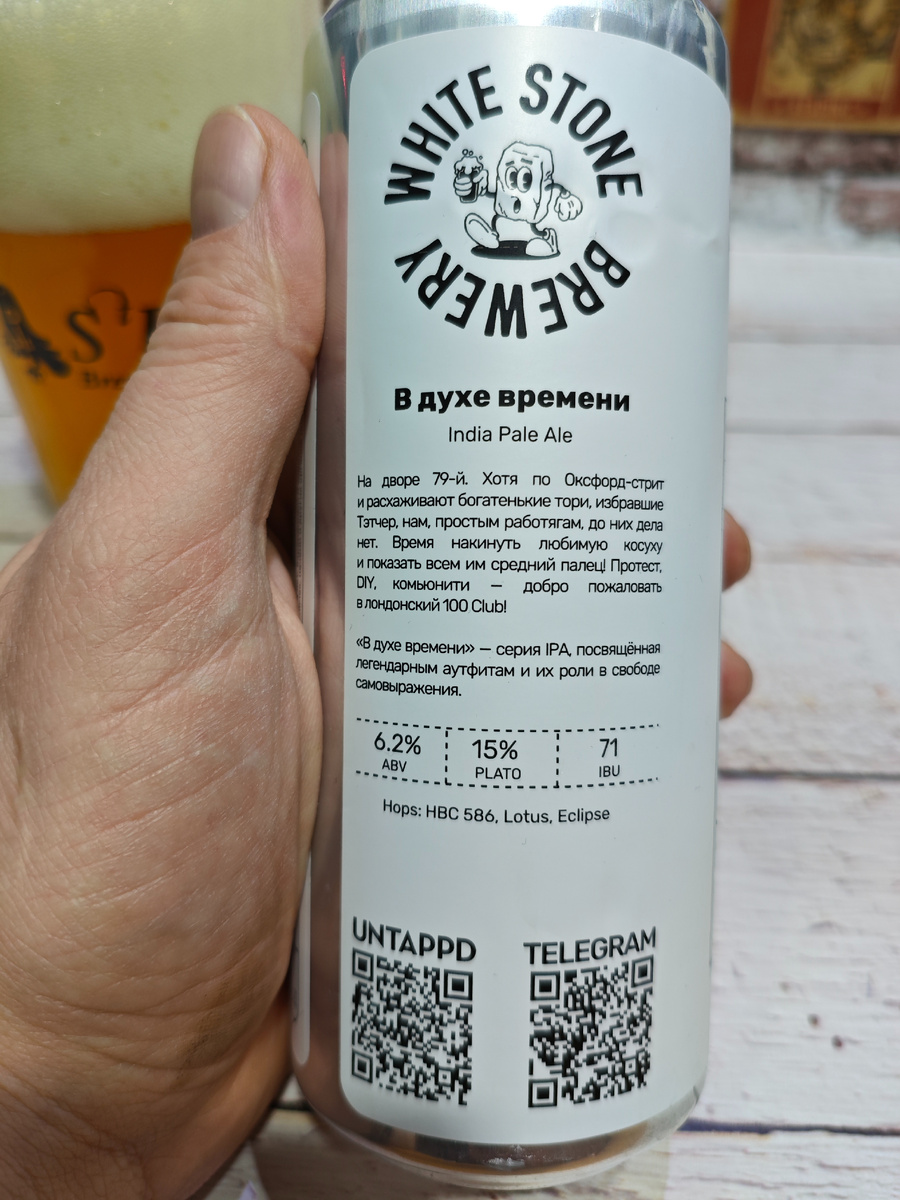 WHITE STONE
BREWERY
В духе времени
India Pale Ale
На дворе 79-й. Хотя по Оксфорд-стрит
и расхаживают богатенькие тори, избравшие
Тэтчер, нам, простым работягам, до них дела
нет. Время накинуть любимую косуху
и показать всем им средний палец! Протест,
DIY, комьюнити — добро пожаловать
в лондонский 100 Club!
«В духе времени» — серия IPA, посвящённая
легендарным аутфитам и их роли в свободе
самовыражения.
6.2% 15% 71
ABV PLATO IBU
Hops: HBC 586, Lotus, Eclipse
UNTAPPD TELEGRAM